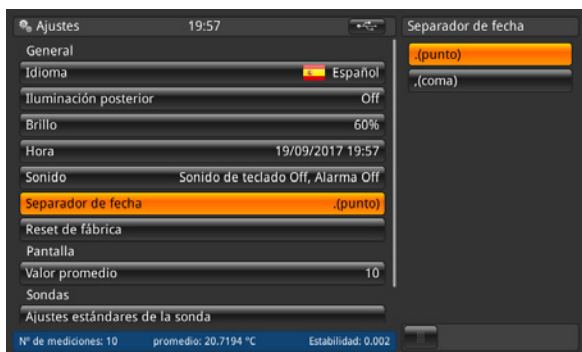 Ajustes 19:57
General
Idioma Español
Iluminación posterior Off
Brillo 60%
Hora 19/09/2017 19:57
Sonido Sonido de teclado Off, Alarma Off
Separador de fecha .(punto)
Reset de fábrica
Pantalla
Valor promedio 10
Sondas
Ajustes estándares de la sonda
Nº de mediciones: 10 promedio: 20.7194 °C Estabilidad: 0.002
Separador de fecha
.(punto)
,(coma)